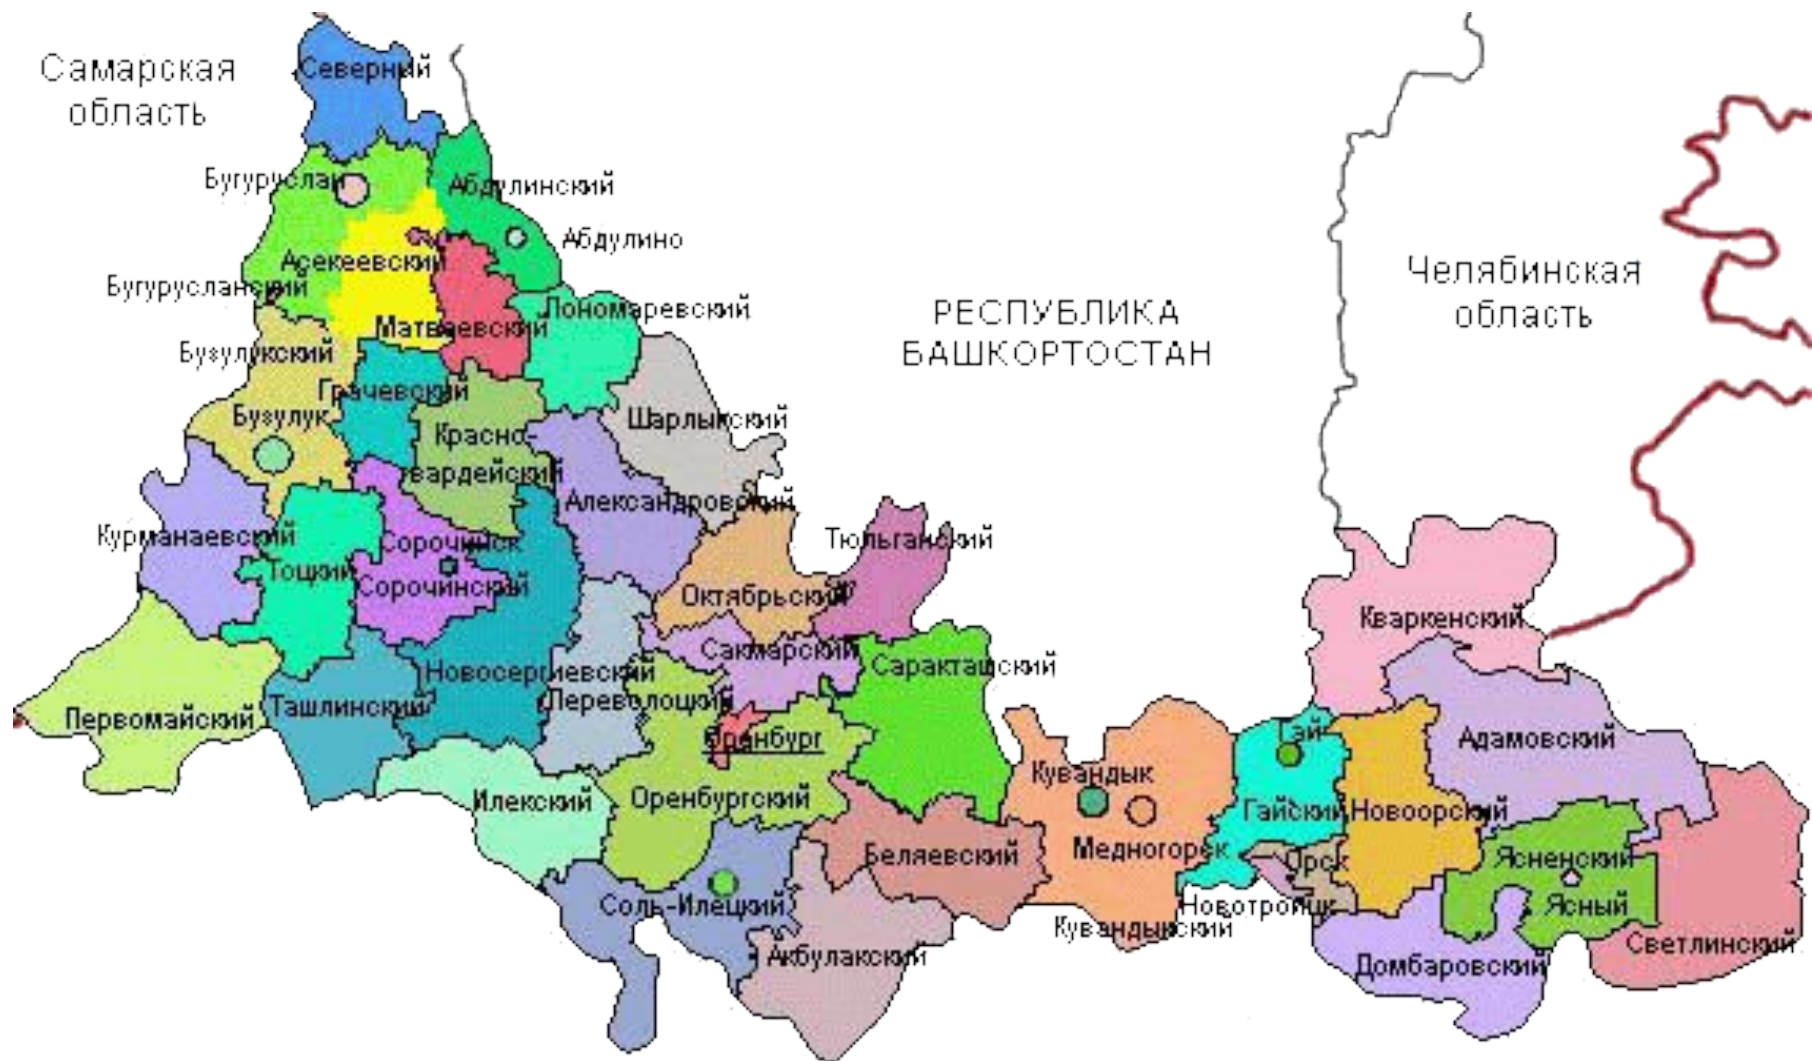 Самарская
область
Северный
Бугуруслан
Абдулинский
Абдулино
Асекеевский
Бугурусланский
Матвеевский
Пономаревский
РЕСПУБЛИКА
БАШКОРТОСТАН
Челябинская
область
Бузулукский
Грачевский
Бузулук
Шарлыкский
Красно-
гвардейский
Александровский
Курманаевский
Сорочинск
Тоцкий
Сорочинский
Тюльганский
Октябрьский
Кваркенский
Сакмарский
Саракташский
Новосергиевский
Переволоцкий
Первомайский
Ташлинский
Оренбург
Гай
Адамовский
Кувандык
Илекский
Оренбургский
Гайский
Новоорский
Беляевский
Медногорск
Орск
Ясненский
Соль-Илецкий
Новотроицк
Ясный
Кувандыкский
Акбулакский
Домбаровский
Светлинский